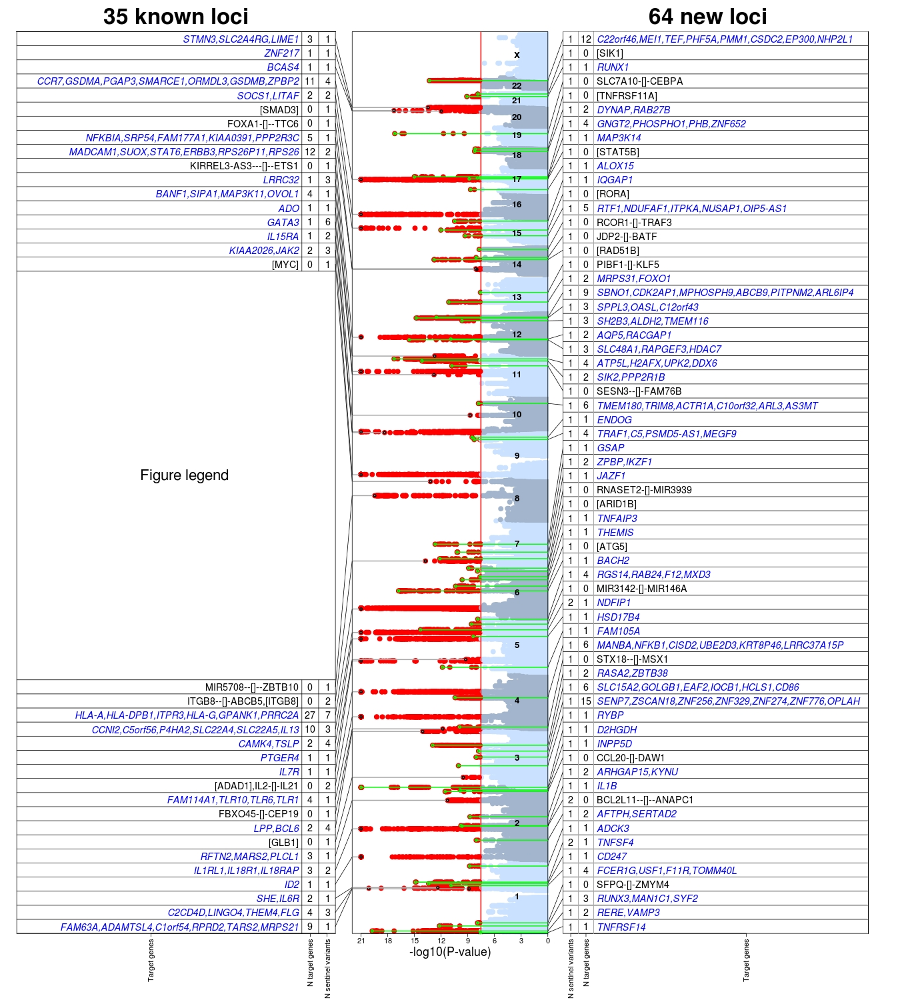 35 known loci
64 new loci
STMN3,SLC2A4RG,LIME1 3 1
ZNF217 1 1
BCAS4 1 1
CCR7,GSDMA,PGAP3,SMARCE1,ORMDL3,GSDMB,ZPBP2 11 4
SOCS1,LITAF 2 2
[SMAD3] 0 1
FOXA1-[]--TTC6 0 1
NFKBIA,SRP54,FAM177A1,KIAA0391,PPP2R3C 5 1
MADCAM1,SUOX,STAT6,ERBB3,RPS26P11,RPS26 12 2
KIRREL3-AS3---[]--ETS1 0 1
LRRC32 1 3
BANF1,SIPA1,MAP3K11,OVOL1 4 1
ADO 1 1
GATA3 1 6
IL15RA 1 2
KIAA2026,JAK2 2 3
[MYC] 0 1
Figure legend
MIR5708--[]--ZBTB10 0 1
ITGB8--[]-ABCB5,[ITGB8] 0 2
HLA-A,HLA-DPB1,ITPR3,HLA-G,GPANK1,PRRC2A 27 7
CCNI2,C5orf56,P4HA2,SLC22A4,SLC22A5,IL13 10 3
CAMK4,TSLP 2 4
PTGER4 1 1
IL7R 1 1
[ADAD1],IL2-[]-IL21 0 2
FAM114A1,TLR10,TLR6,TLR1 4 1
FBXO45-[]-CEP19 0 1
LPP,BCL6 2 4
[GLB1] 0 1
RFTN2,MARS2,PLCL1 3 1
IL1RL1,IL18R1,IL18RAP 3 2
ID2 1 1
SHE,IL6R 2 1
C2CD4D,LINGO4,THEM4,FLG 4 3
FAM63A,ADAMTSL4,C1orf54,RPRD2,TARS2,MRPS21 9 1
Target genes
N target genes
N sentinel variants
X
22
21
20
19
18
17
16
15
14
13
12
11
10
9
8
7
6
5
4
3
2
1
21 18 15 12 9 6 3 0
-log10(P-value)
1 12 C22orf46,MEI1,TEF,PHF5A,PMM1,CSDC2,EP300,NHP2L1
1 0 [SIK1]
1 1 RUNX1
1 0 SLC7A10-[]-CEBPA
1 0 [TNFRSF11A]
1 2 DYNAP,RAB27B
1 4 GNGT2,PHOSPHO1,PHB,ZNF652
1 1 MAP3K14
1 0 [STAT5B]
1 1 ALOX15
1 1 IQGAP1
1 0 [RORA]
1 5 RTF1,NDUFAF1,ITPKA,NUSAP1,OIP5-AS1
1 0 RCOR1-[]-TRAF3
1 0 JDP2-[]-BATF
1 0 [RAD51B]
1 0 PIBF1-[]-KLF5
1 2 MRPS31,FOXO1
1 9 SBNO1,CDK2AP1,MPHOSPH9,ABCB9,PITPNM2,ARL6IP4
1 3 SPPL3,OASL,C12orf43
1 3 SH2B3,ALDH2,TMEM116
1 2 AQP5,RACGAP1
1 3 SLC48A1,RAPGEF3,HDAC7
1 4 ATP5L,H2AFX,UPK2,DDX6
1 2 SIK2,PPP2R1B
1 0 SESN3--[]-FAM76B
1 6 TMEM180,TRIM8,ACTR1A,C10orf32,ARL3,AS3MT
1 1 ENDOG
1 4 TRAF1,C5,PSMD5-AS1,MEGF9
1 1 GSAP
1 2 ZPBP,IKZF1
1 1 JAZF1
1 0 RNASET2-[]-MIR3939
1 0 [ARID1B]
1 1 TNFAIP3
1 1 THEMIS
1 0 [ATG5]
1 1 BACH2
1 4 RGS14,RAB24,F12,MXD3
1 0 MIR3142-[]-MIR146A
2 1 NDFIP1
1 1 HSD17B4
1 1 FAM105A
1 6 MANBA,NFKB1,CISD2,UBE2D3,KRT8P46,LRRC37A15P
1 0 STX18--[]-MSX1
1 2 RASA2,ZBTB38
1 6 SLC15A2,GOLGB1,EAF2,IQCB1,HCLS1,CD86
1 15 SENP7,ZSCAN18,ZNF256,ZNF329,ZNF274,ZNF776,OPLAH
1 1 RYBP
1 1 D2HGDH
1 1 INPP5D
1 0 CCL20-[]-DAW1
1 2 ARHGAP15,KYNU
1 1 IL1B
2 0 BCL2L11--[]--ANAPC1
1 2 AFTPH,SERTAD2
1 1 ADCK3
2 1 TNFSF4
1 1 CD247
1 4 FCER1G,USF1,F11R,TOMM40L
1 0 SFPQ-[]-ZMYM4
1 3 RUNX3,MAN1C1,SYF2
1 2 RERE,VAMP3
1 1 TNFRSF14
N sentinel variants
N target genes
Target genes